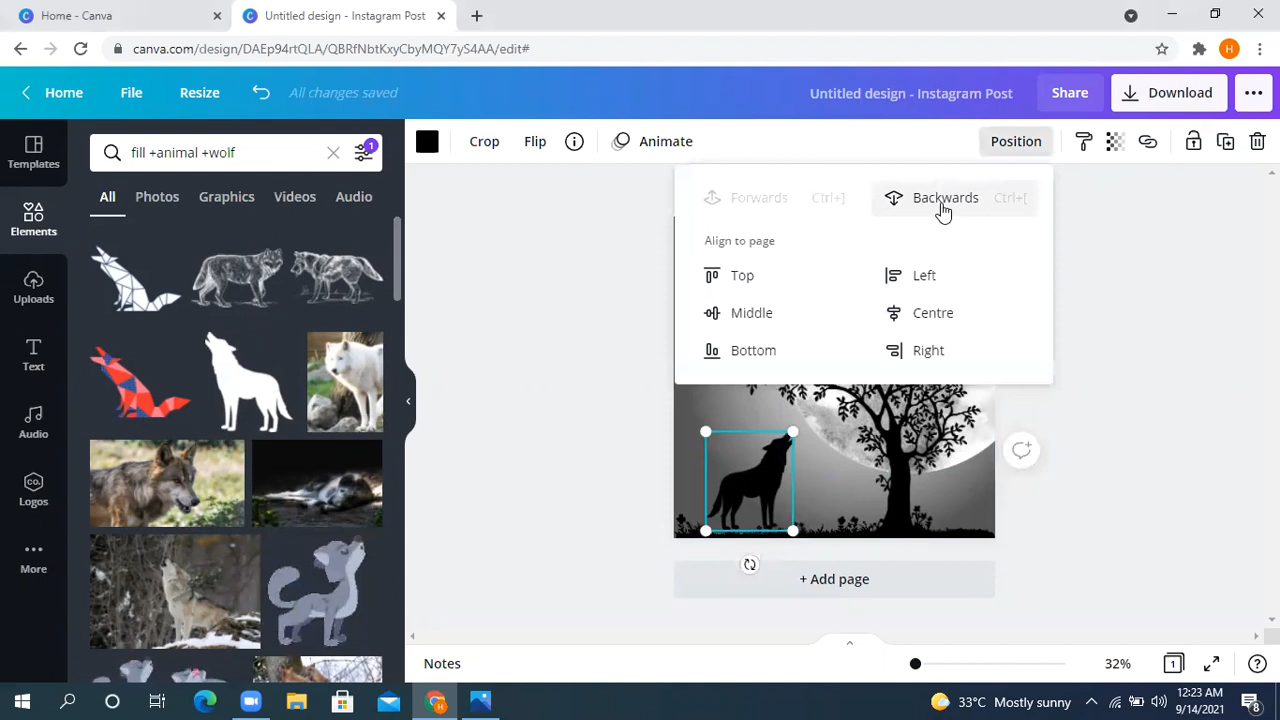 Home - Canva
Untitled design - Instagram Post
canva.com/design/DAEp94rtQLA/QBRfNbtKxyCbyMQY7yS4AA/edit#
H
Home
File
Resize
All changes saved
Untitled design - Instagram Post
Share
Download
Templates
Elements
Uploads
Text
Audio
Logos
More
fill +animal +wolf
1
All
Photos
Graphics
Videos
Audio
Crop
Flip
Animate
Position
Forwards Ctrl+]
Backwards Ctrl+[
Align to page
Top
Left
Middle
Centre
Bottom
Right
+ Add page
Notes
32%
1
33°C Mostly sunny
12:23 AM
9/14/2021
8